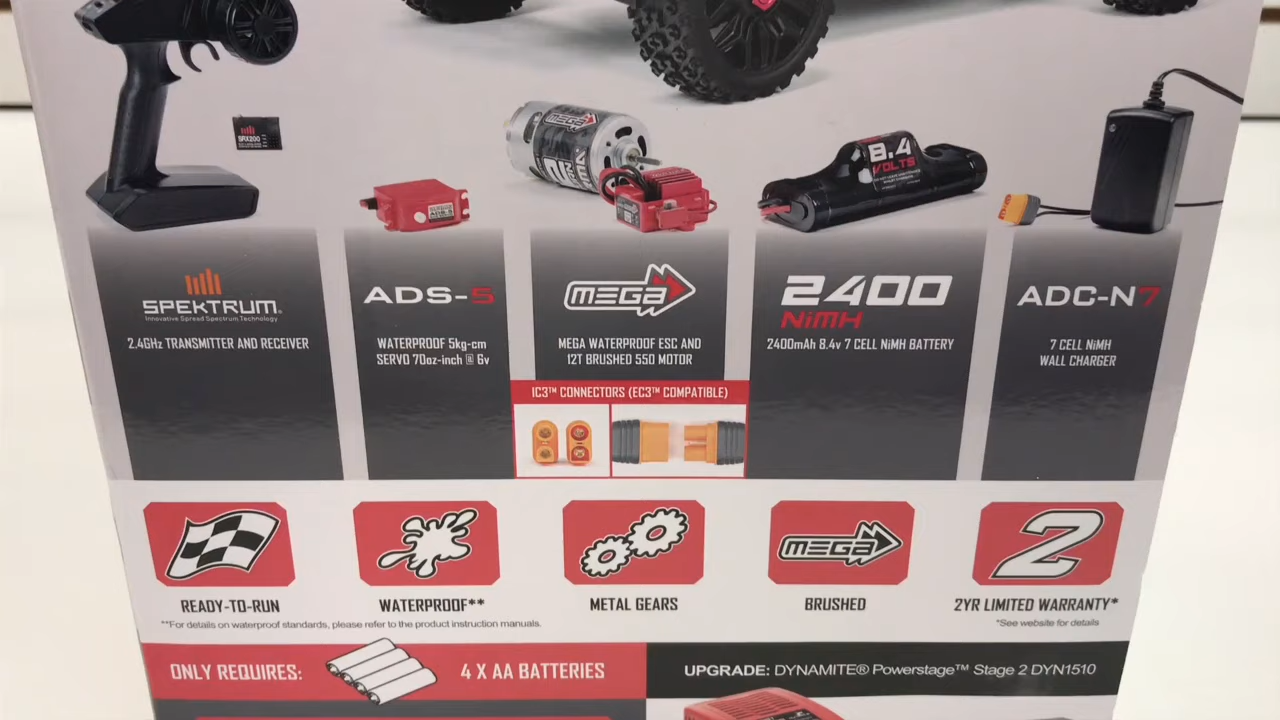 SRX200
MEGA
8.4
VOLTS
ADS-5
SPEKTRUM®
Innovative Spread Spectrum Technology
2.4GHz TRANSMITTER AND RECEIVER
ADS-5
WATERPROOF 5kg-cm
SERVO 70oz-inch @ 6v
MEGA
MEGA WATERPROOF ESC AND
12T BRUSHED 550 MOTOR
IC3™ CONNECTORS (EC3™ COMPATIBLE)
2400
NiMH
2400mAh 8.4v 7 CELL NiMH BATTERY
ADC-N7
7 CELL NiMH
WALL CHARGER
MEGA
2
READY-TO-RUN
WATERPROOF**
METAL GEARS
BRUSHED
2YR LIMITED WARRANTY*
**For details on waterproof standards, please refer to the product instruction manuals.
*See website for details
ONLY REQUIRES:
4 X AA BATTERIES
UPGRADE: DYNAMITE® Powerstage™ Stage 2 DYN1510